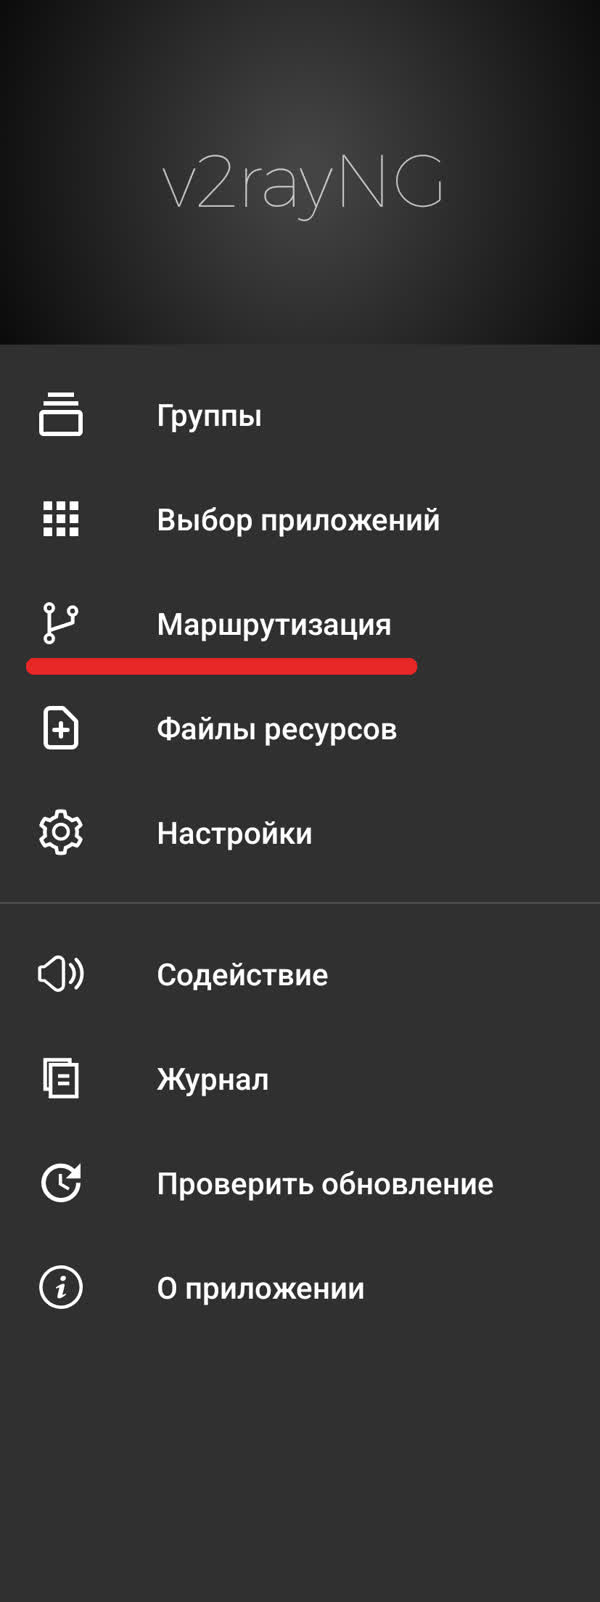 v2rayNG
Группы
Выбор приложений
Маршрутизация
Файлы ресурсов
Настройки
Содействие
Журнал
Проверить обновление
О приложении